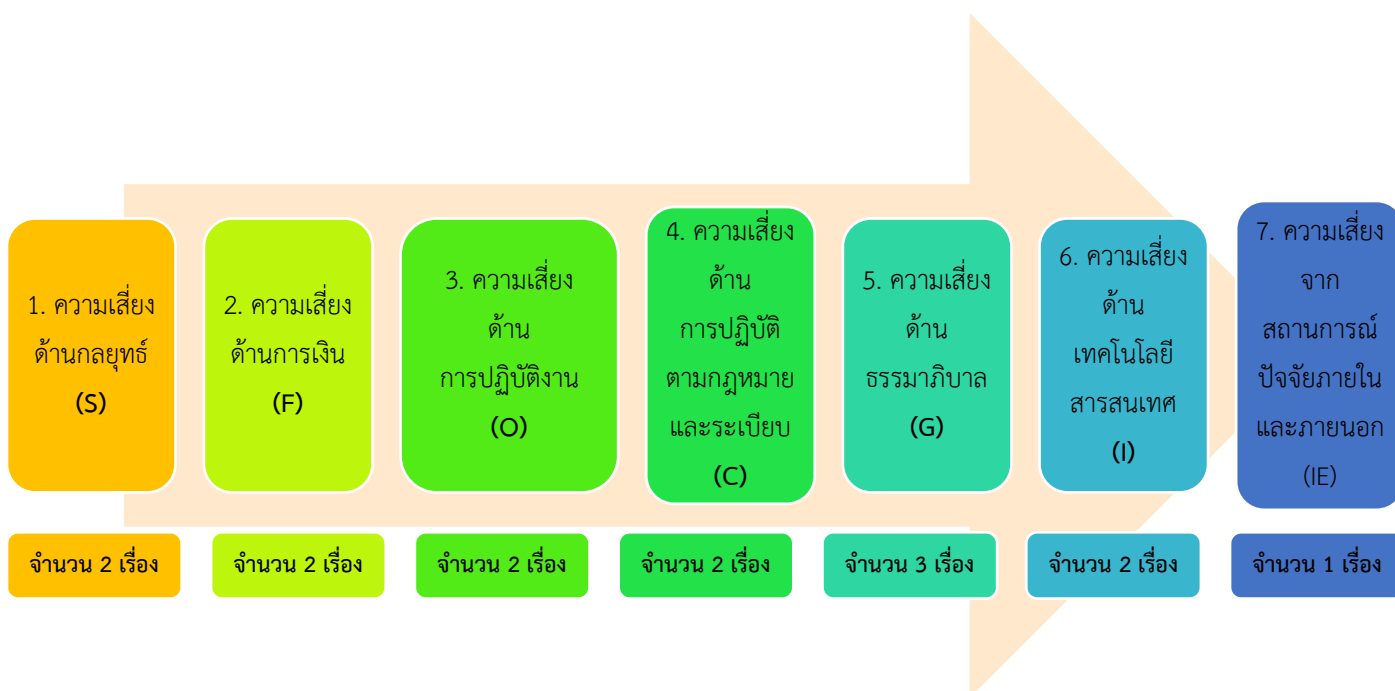 1. ความเสี่ยง
ด้านกลยุทธ์
(S)
2. ความเสี่ยง
ด้านการเงิน
(F)
3. ความเสี่ยง
ด้าน
การปฏิบัติงาน
(O)
4. ความเสี่ยง
ด้าน
การปฏิบัติ
ตามกฎหมาย
และระเบียบ
(C)
5. ความเสี่ยง
ด้าน
ธรรมาภิบาล
(G)
6. ความเสี่ยง
ด้าน
เทคโนโลยี
สารสนเทศ
(I)
7. ความเสี่ยง
จาก
สถานการณ์
ปัจจัยภายใน
และภายนอก
(IE)
จำนวน 2 เรื่อง
จำนวน 2 เรื่อง
จำนวน 2 เรื่อง
จำนวน 2 เรื่อง
จำนวน 3 เรื่อง
จำนวน 2 เรื่อง
จำนวน 1 เรื่อง